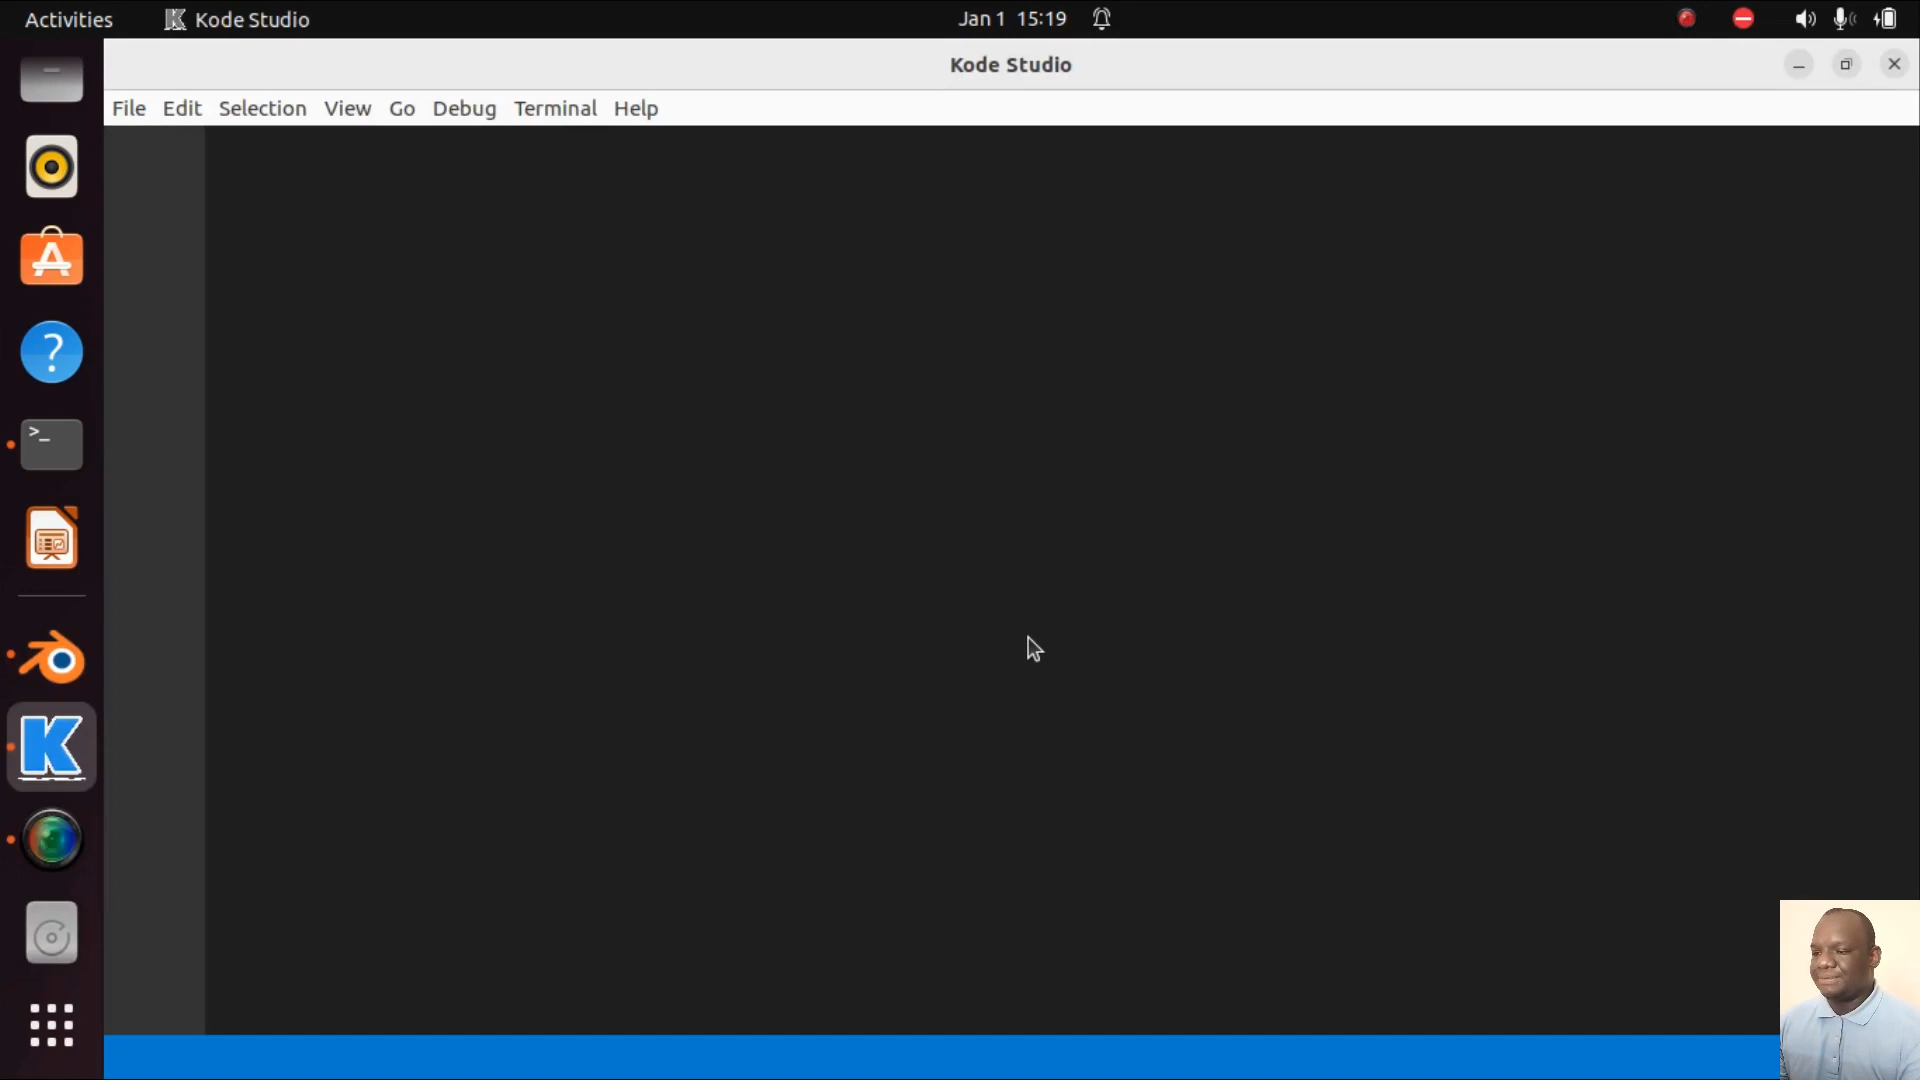 Activities
Kode Studio
Jan 1 15:19
Kode Studio
File Edit Selection View Go Debug Terminal Help
A
?
>_
K